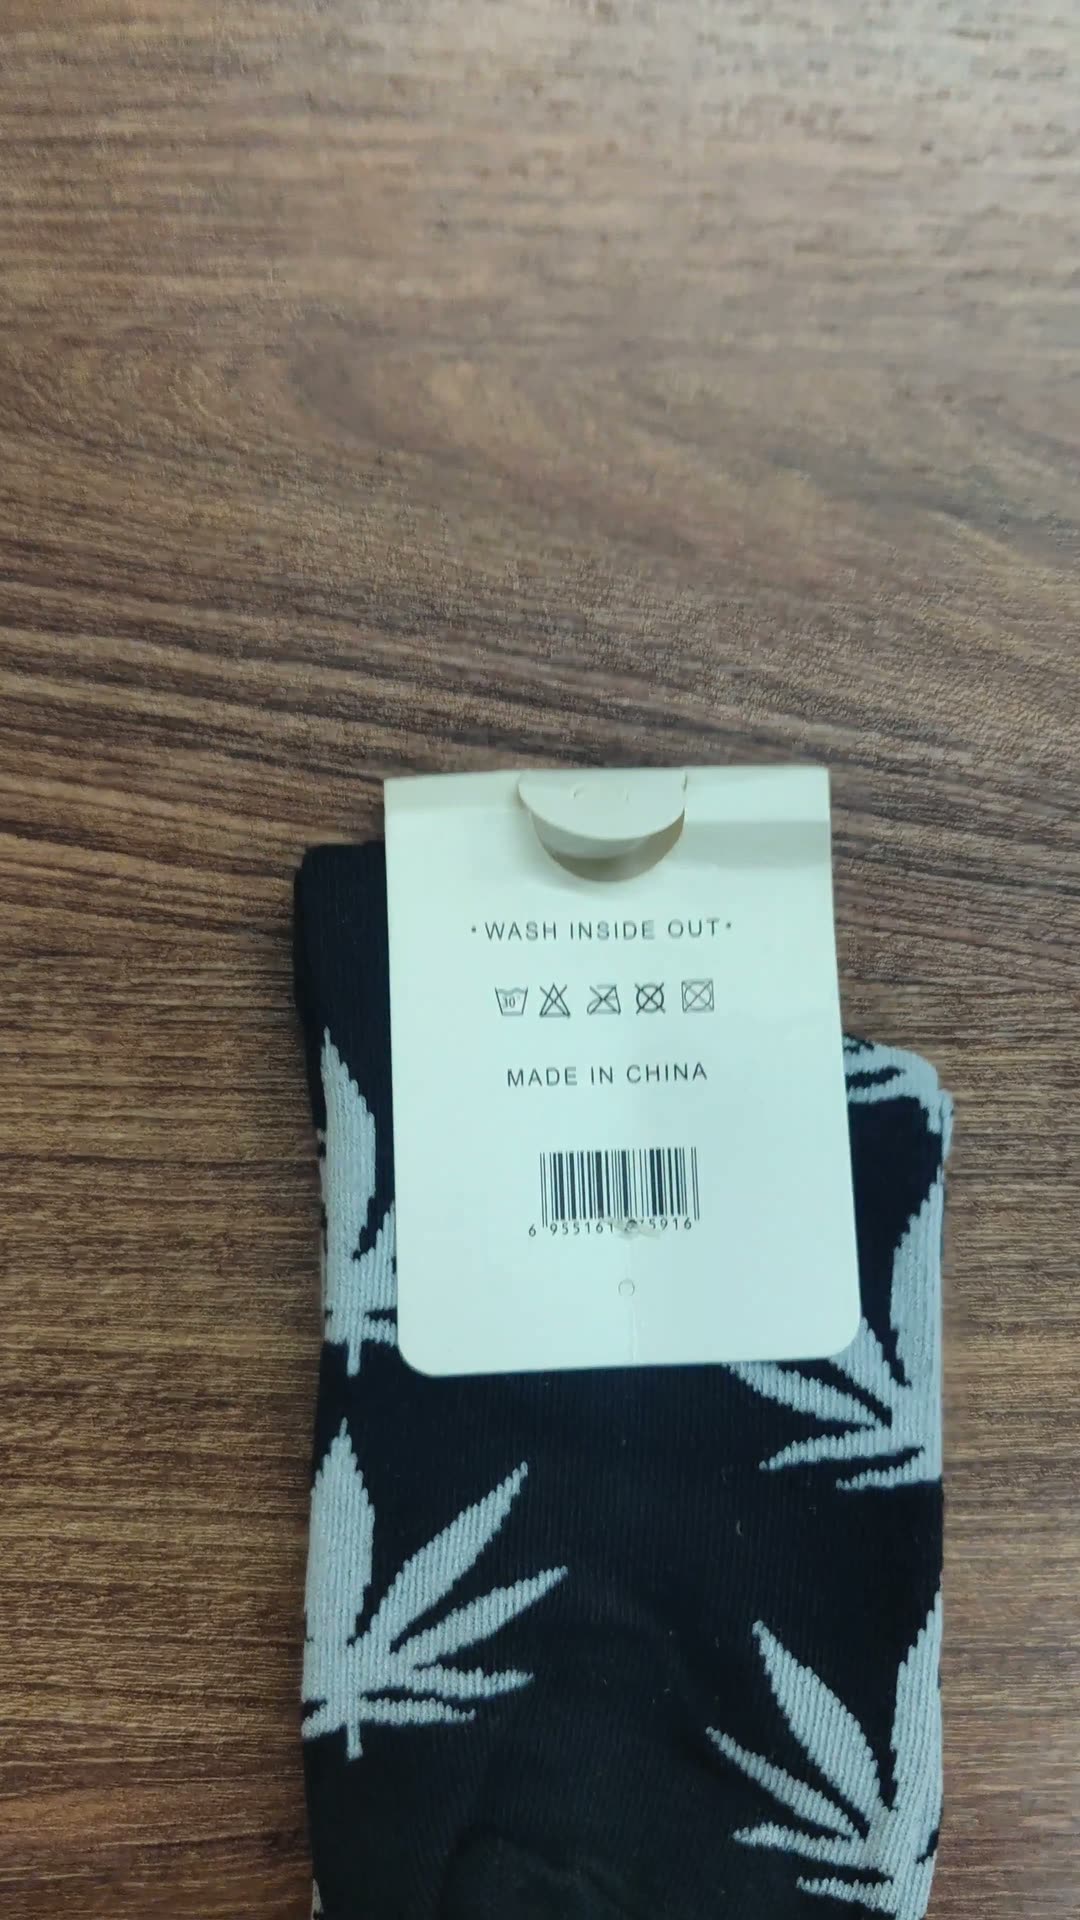 • WASH INSIDE OUT •
30°
MADE IN CHINA
6 955161 5916